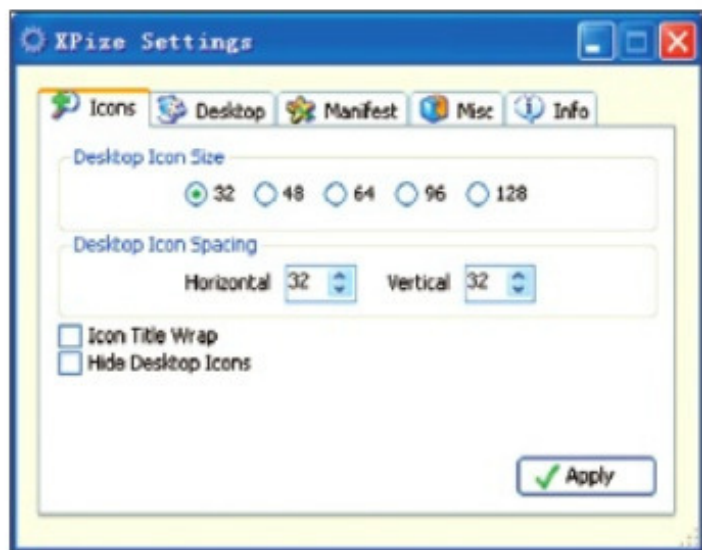 XPize Settings
Icons Desktop Manifest Misc Info
Desktop Icon Size
32 48 64 96 128
Desktop Icon Spacing
Horizontal 32 Vertical 32
Icon Title Wrap
Hide Desktop Icons
Apply